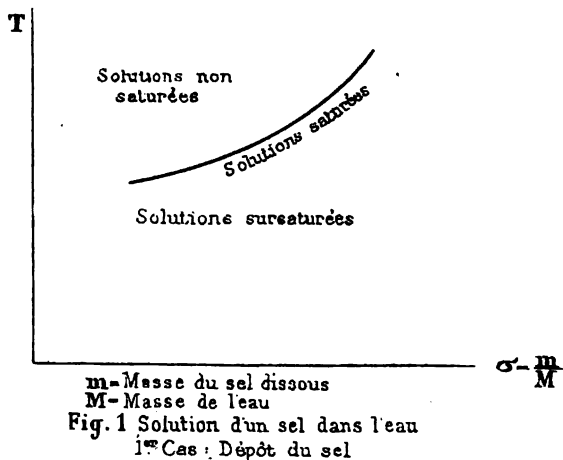 T
Solutions non
saturées
Solutions saturées
Solutions sursaturées
σ = m/M
m = Masse du sel dissous
M = Masse de l'eau
Fig. 1 Solution d'un sel dans l'eau
1er Cas : Dépôt du sel